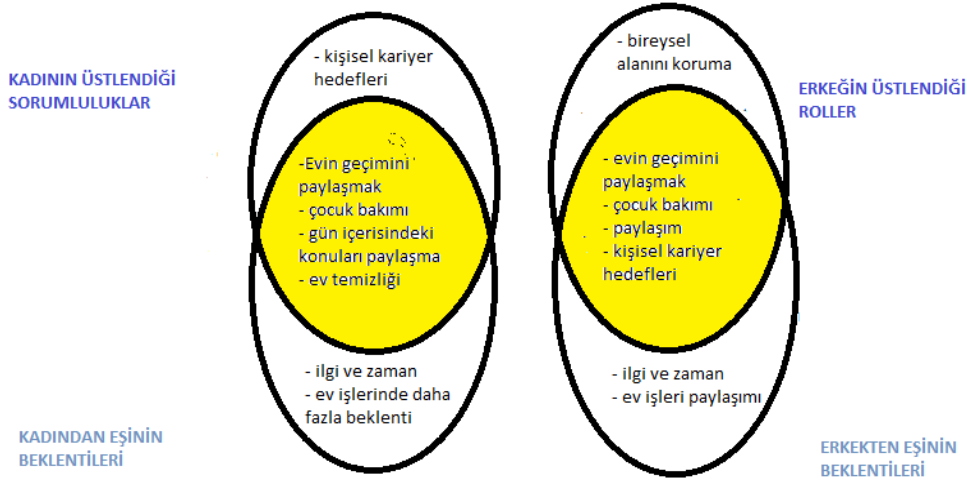 KADININ ÜSTLENDİĞİ
SORUMLULUKLAR
- kişisel kariyer
hedefleri
-Evin geçimini
paylaşmak
- çocuk bakımı
- gün içerisindeki
konuları paylaşma
- ev temizliği
- ilgi ve zaman
- ev işlerinde daha
fazla beklenti
KADINDAN EŞİNİN
BEKLENTİLERİ
- bireysel
alanını koruma
ERKEĞİN ÜSTLENDİĞİ
ROLLER
- evin geçimini
paylaşmak
- çocuk bakımı
- paylaşım
- kişisel kariyer
hedefleri
- ilgi ve zaman
- ev işleri paylaşımı
ERKEKTEN EŞİNİN
BEKLENTİLERİ